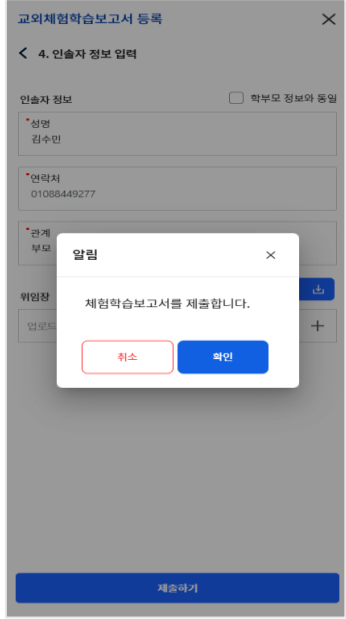 교외체험학습보고서 등록
4. 인솔자 정보 입력
인솔자 정보
학부모 정보와 동일
*성명
김수민
*연락처
01088449277
*관계
부모
알림
체험학습보고서를 제출합니다.
위임장
업로드
취소
확인
제출하기